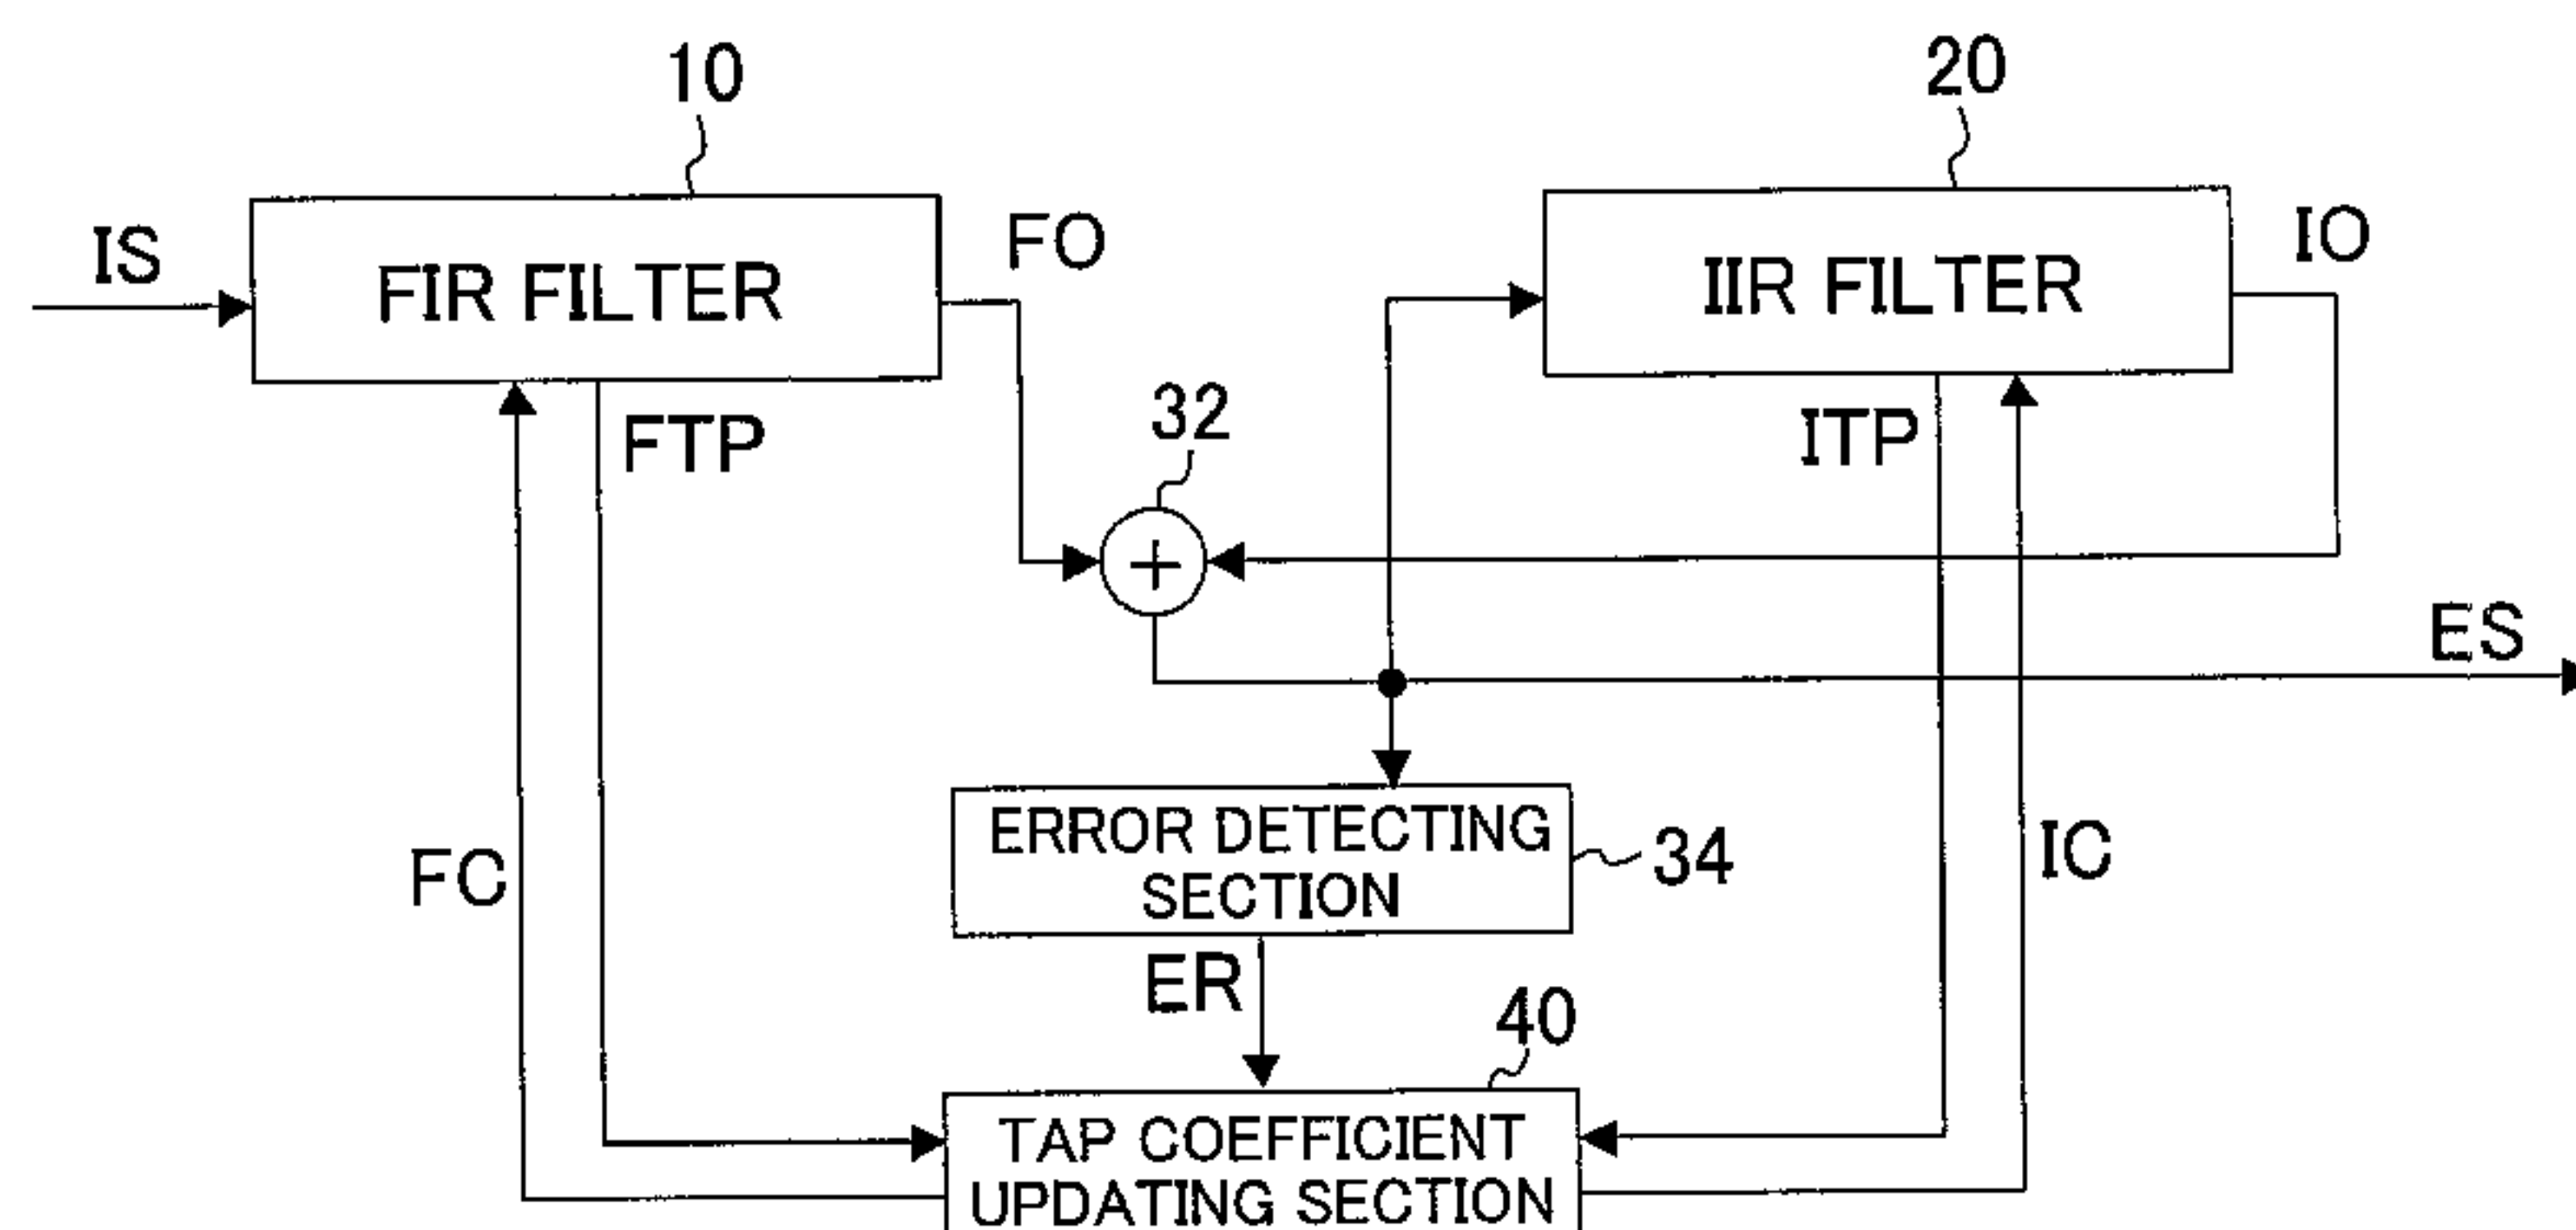 10
20
IS
FIR FILTER
FO
IIR FILTER
IO
FTP
32
ITP
+
ES
ERROR DETECTING
SECTION
34
FC
IC
ER
40
TAP COEFFICIENT
UPDATING SECTION